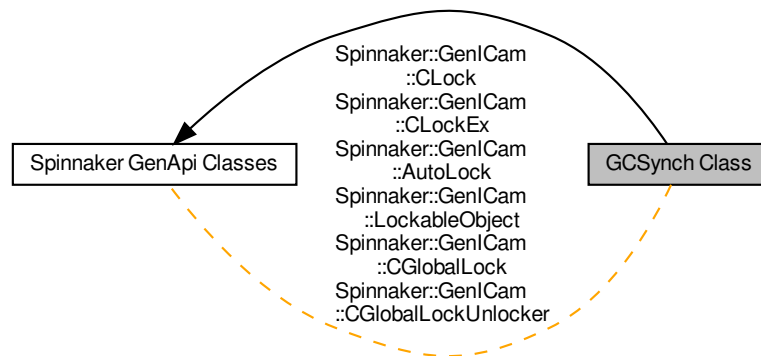 Spinnaker::GenICam
::CLock
Spinnaker::GenICam
::CLockEx
Spinnaker::GenICam
::AutoLock
Spinnaker::GenICam
::LockableObject
Spinnaker::GenICam
::CGlobalLock
Spinnaker::GenICam
::CGlobalLockUnlocker
Spinnaker GenApi Classes
GCSynch Class